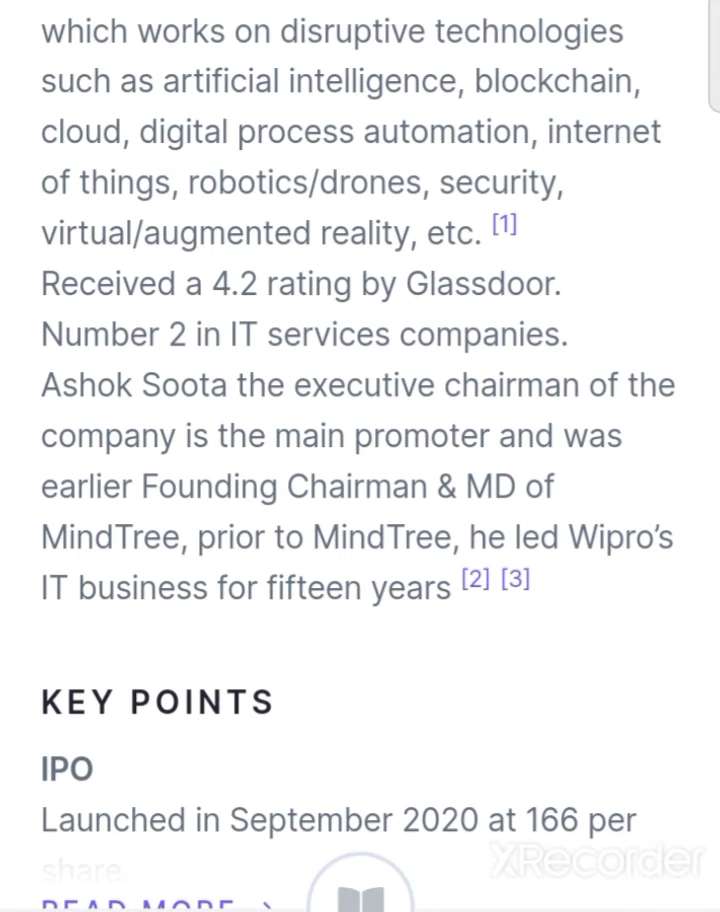 which works on disruptive technologies
such as artificial intelligence, blockchain,
cloud, digital process automation, internet
of things, robotics/drones, security,
virtual/augmented reality, etc. [1]
Received a 4.2 rating by Glassdoor.
Number 2 in IT services companies.
Ashok Soota the executive chairman of the
company is the main promoter and was
earlier Founding Chairman & MD of
MindTree, prior to MindTree, he led Wipro's
IT business for fifteen years [2] [3]
KEY POINTS
IPO
Launched in September 2020 at 166 per
share.
XRecorder
READ MORE >